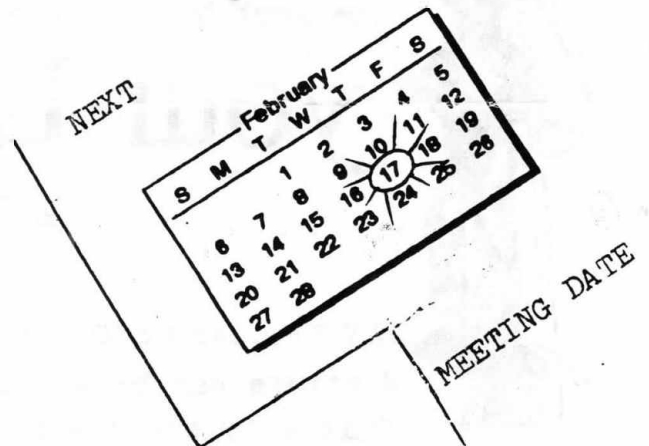 NEXT
February
S M T W T F S
1 2 3 4 5
6 7 8 9 10 11 12
13 14 15 16 17 18 19
20 21 22 23 24 25 26
27 28
MEETING DATE